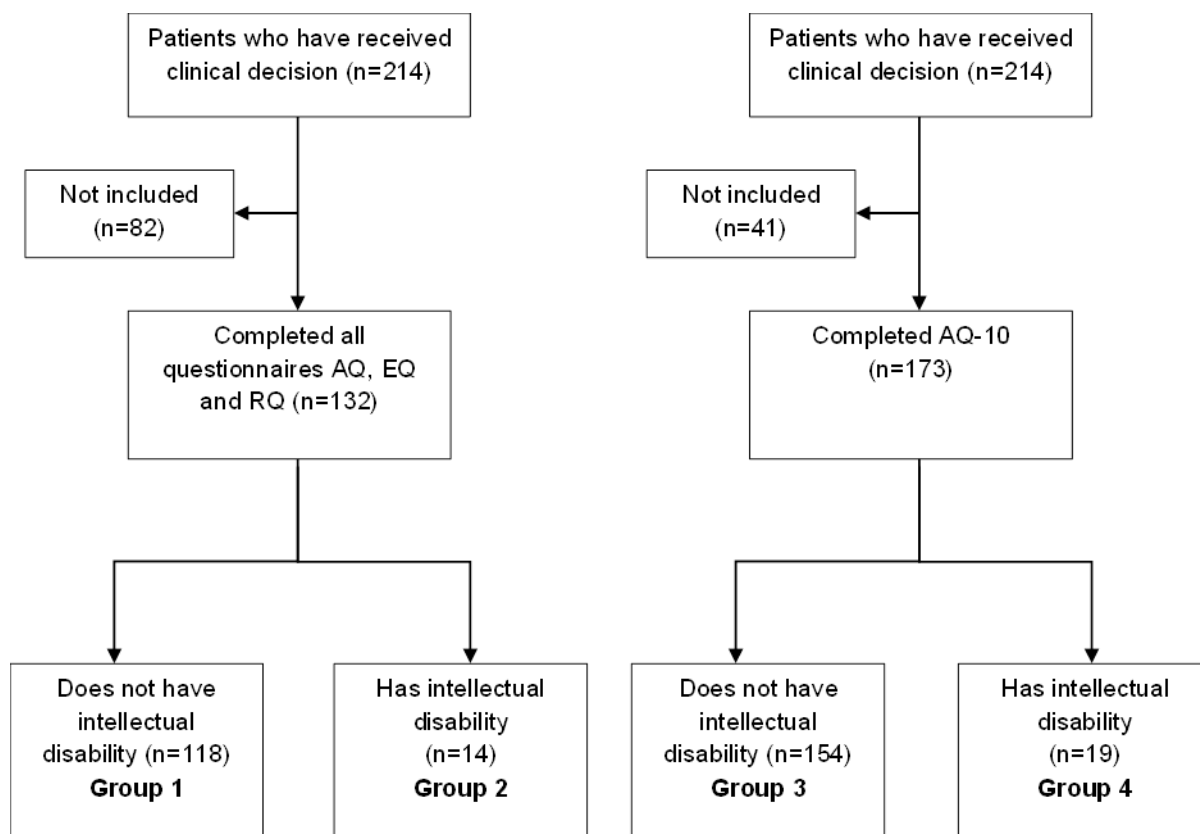 Patients who have received
clinical decision (n=214)
Not included
(n=82)
Completed all
questionnaires AQ, EQ
and RQ (n=132)
Does not have
intellectual
disability (n=118)
Group 1
Has intellectual
disability
(n=14)
Group 2
Patients who have received
clinical decision (n=214)
Not included
(n=41)
Completed AQ-10
(n=173)
Does not have
intellectual
disability (n=154)
Group 3
Has intellectual
disability
(n=19)
Group 4